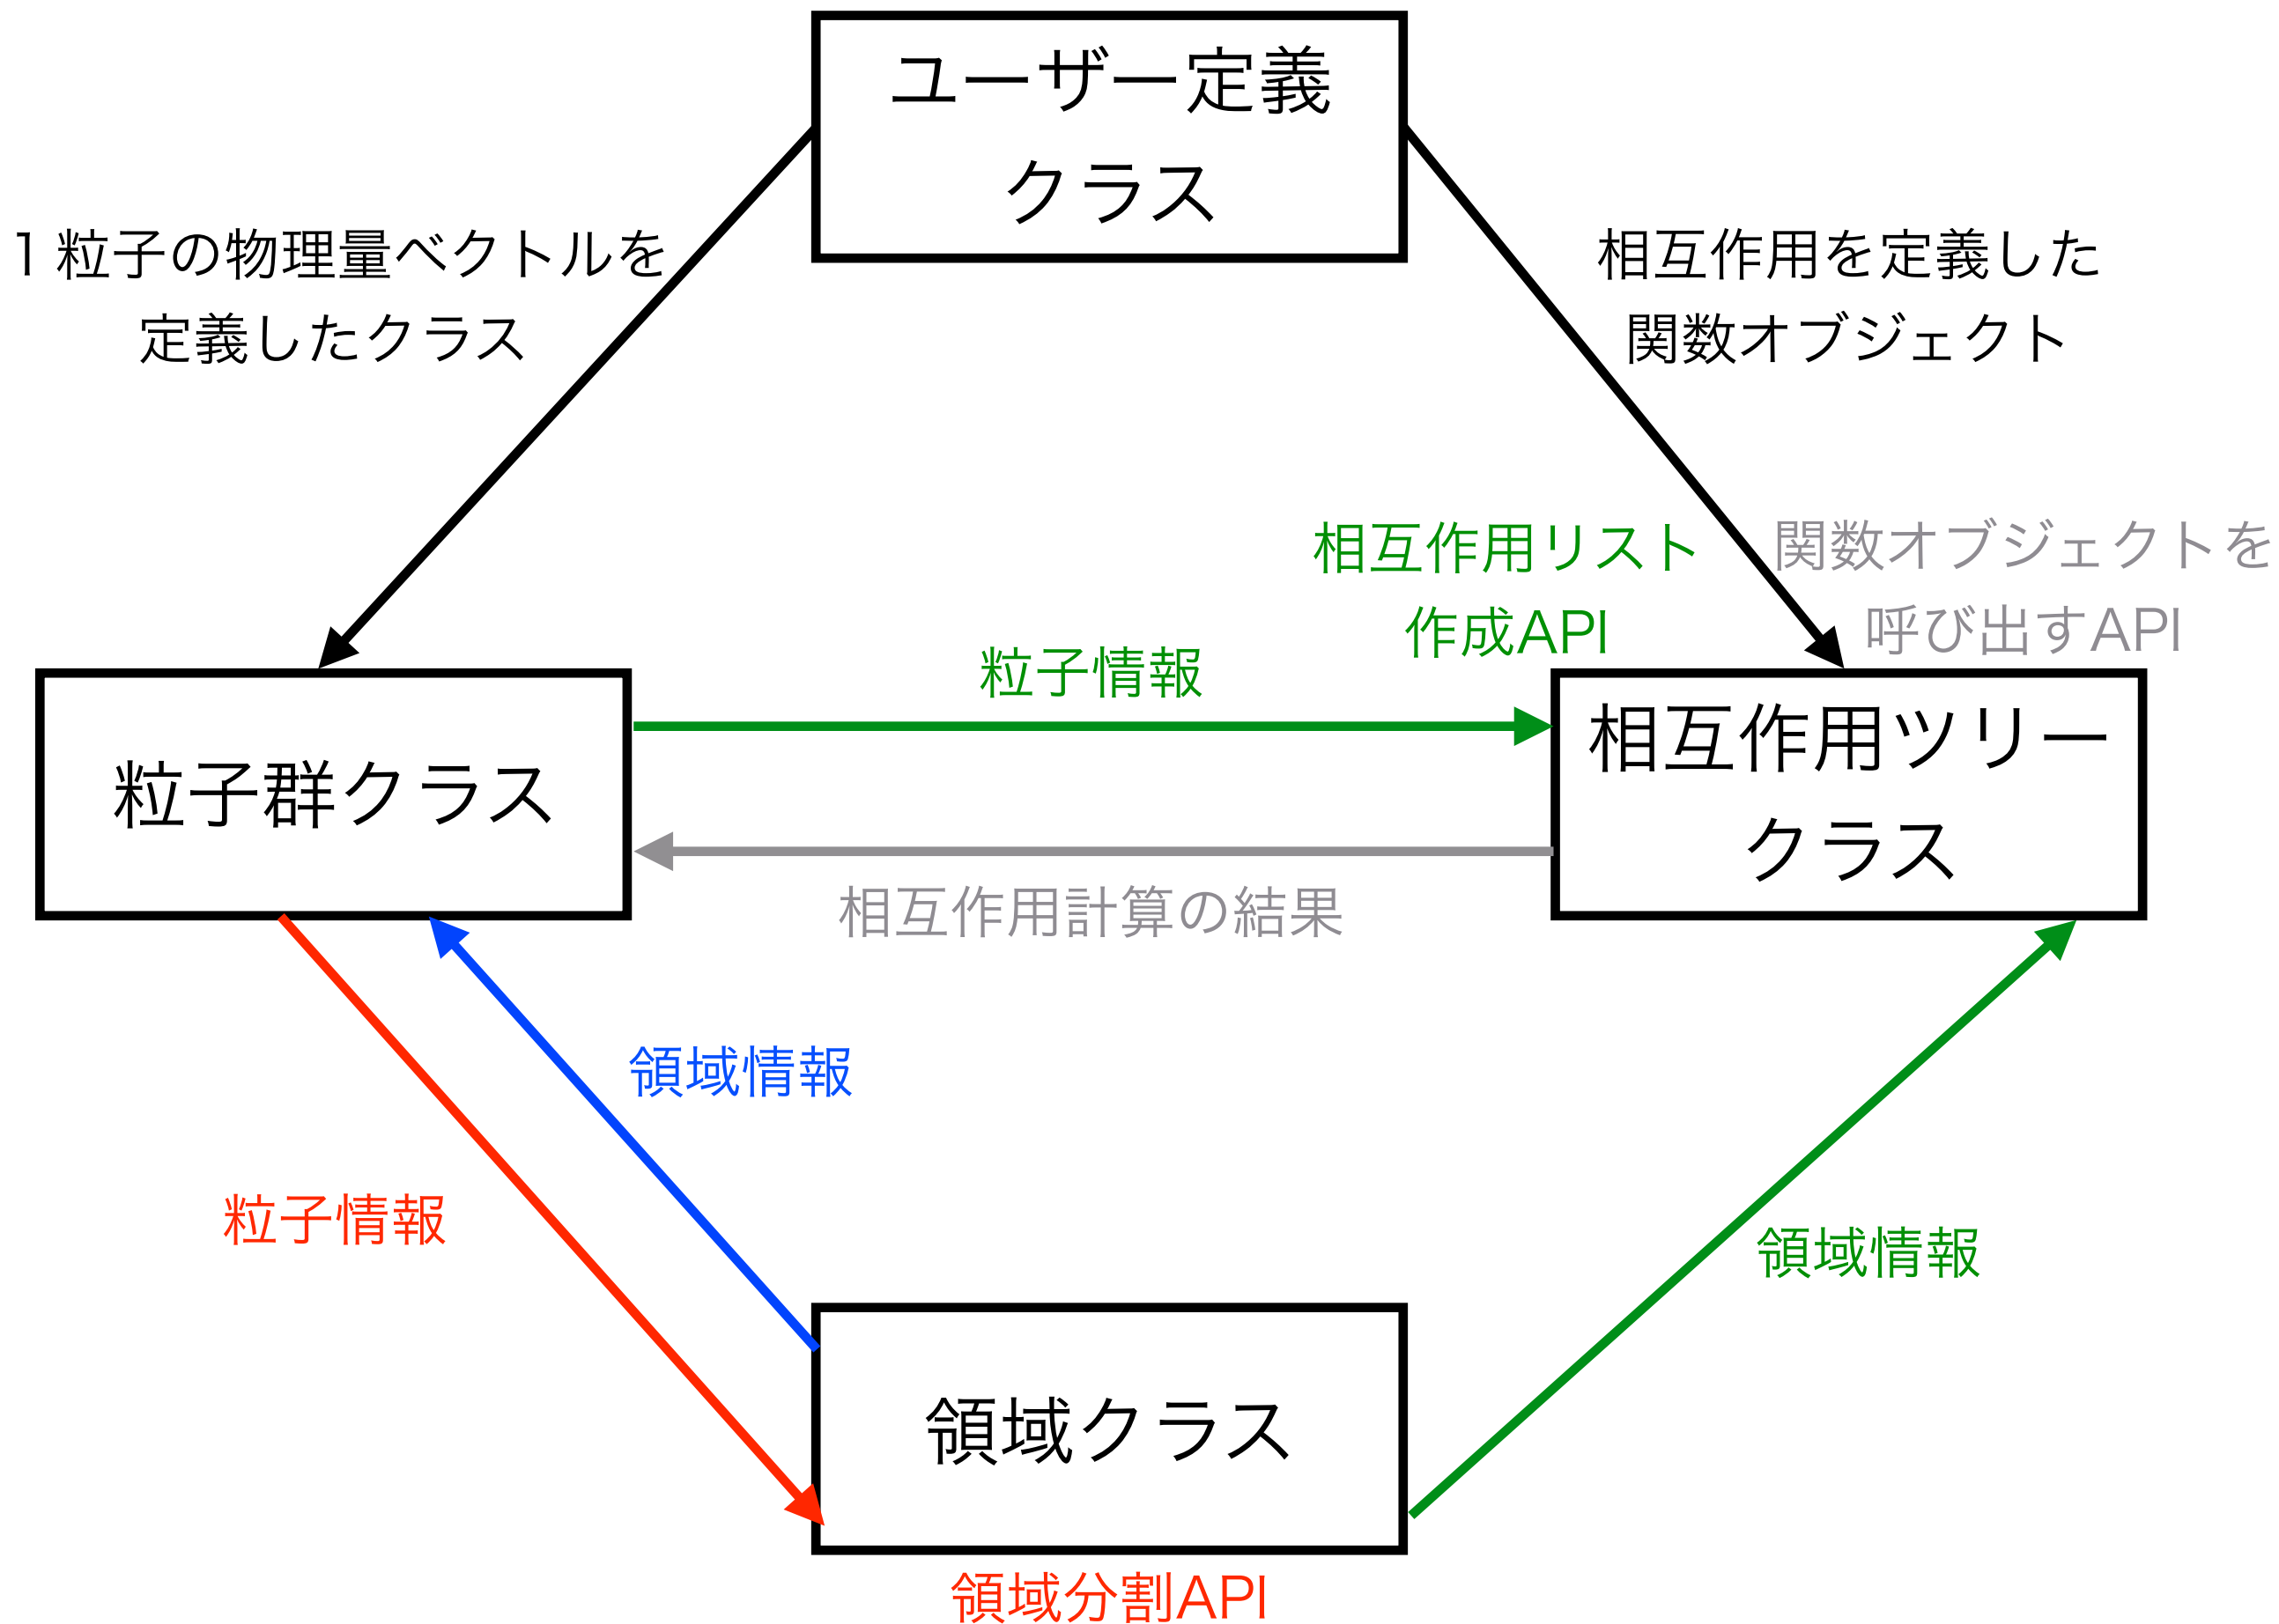 ユーザー定義
クラス
1粒子の物理量ベクトルを
定義したクラス
相互作用を定義した
関数オブジェクト
相互作用リスト
作成API
関数オブジェクトを
呼び出すAPI
粒子情報
粒子群クラス
相互作用ツリー
クラス
相互作用計算の結果
領域情報
粒子情報
領域情報
領域クラス
領域分割API